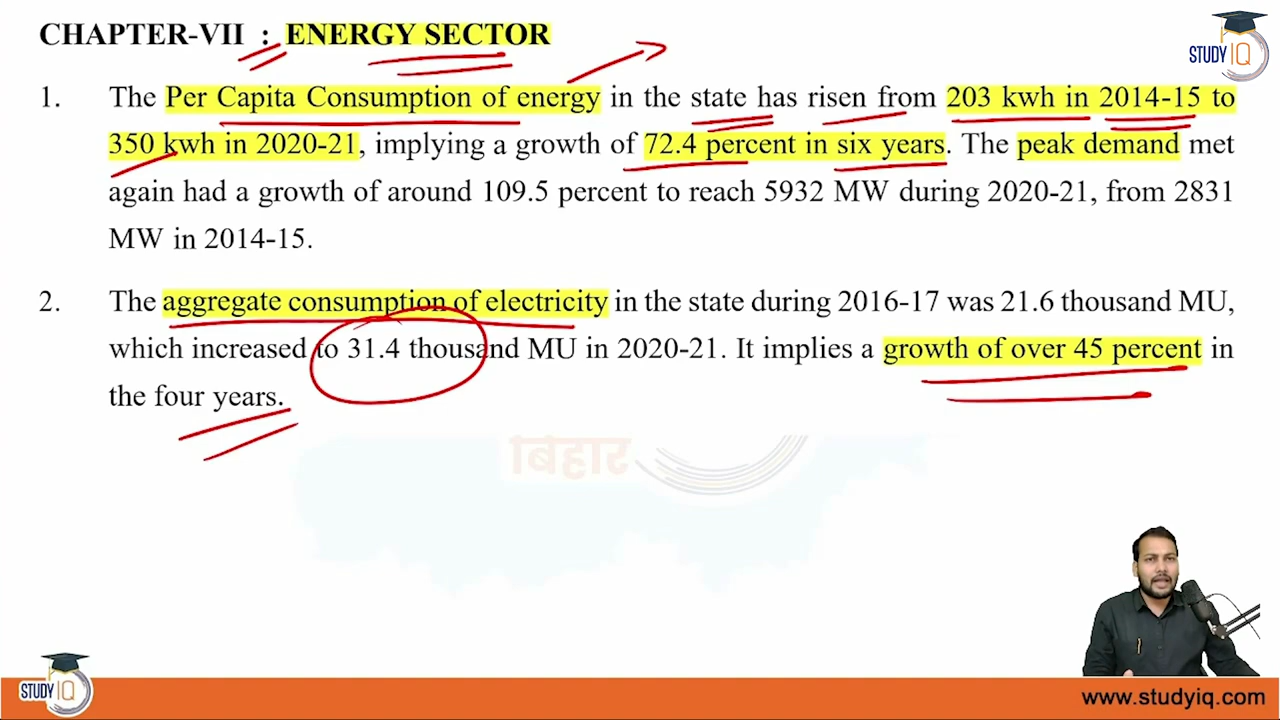 CHAPTER-VII : ENERGY SECTOR
STUDY IQ
1. The Per Capita Consumption of energy in the state has risen from 203 kwh in 2014-15 to
350 kwh in 2020-21, implying a growth of 72.4 percent in six years. The peak demand met
again had a growth of around 109.5 percent to reach 5932 MW during 2020-21, from 2831
MW in 2014-15.
2. The aggregate consumption of electricity in the state during 2016-17 was 21.6 thousand MU,
which increased to 31.4 thousand MU in 2020-21. It implies a growth of over 45 percent in
the four years.
बिहार
STUDY IQ
www.studyiq.com